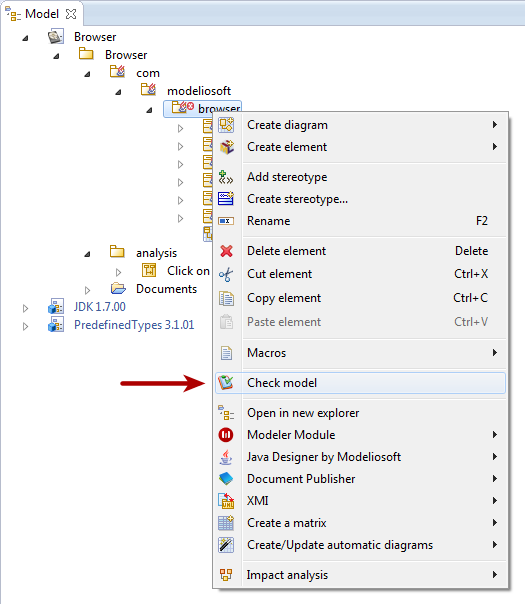 Model
Browser
Browser
com
modeliosoft
browser
Create diagram
Create element
Add stereotype
Create stereotype...
Rename F2
Delete element Delete
Cut element Ctrl+X
Copy element Ctrl+C
Paste element Ctrl+V
Macros
Check model
Open in new explorer
Modeler Module
Java Designer by Modeliosoft
Document Publisher
XMI
Create a matrix
Create/Update automatic diagrams
Impact analysis
analysis
Click on
Documents
JDK 1.7.00
PredefinedTypes 3.1.01